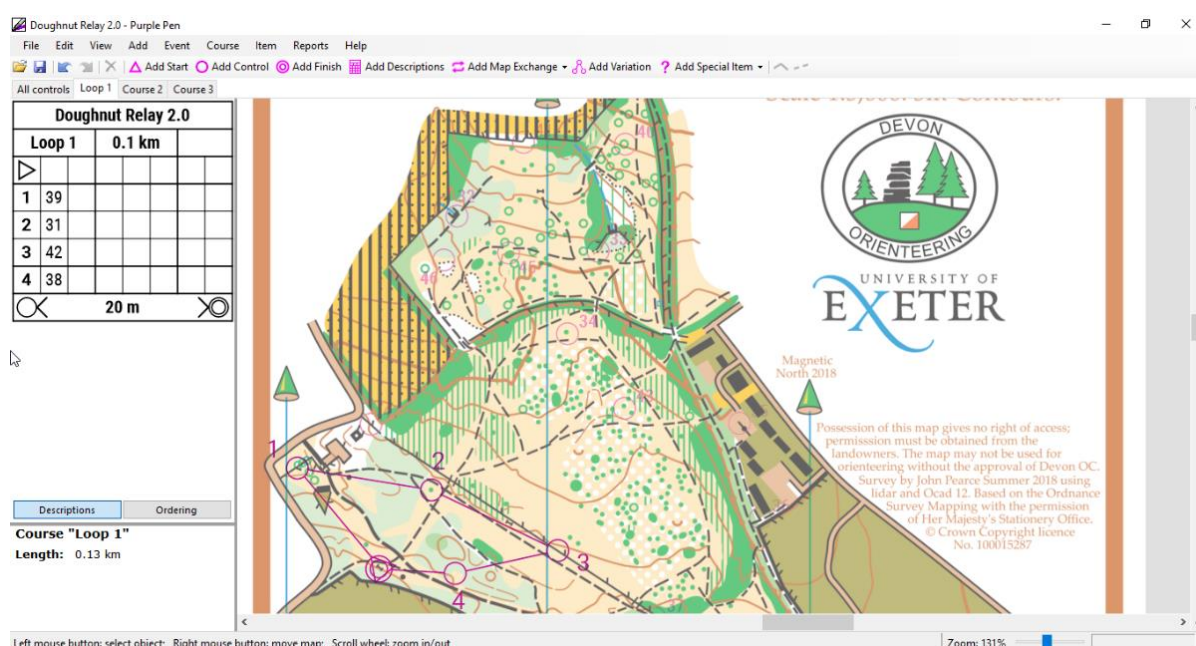 Doughnut Relay 2.0 - Purple Pen
File Edit View Add Event Course Item Reports Help
Add Start Add Control Add Finish Add Descriptions Add Map Exchange Add Variation ? Add Special Item
All controls Loop 1 Course 2 Course 3
Doughnut Relay 2.0
Loop 1 0.1 km
1 39
2 31
3 42
4 38
20 m
Descriptions Ordering
Course "Loop 1"
Length: 0.13 km
40
46
45
34
1
2
3
4
DEVON
ORIENTEERING
UNIVERSITY OF
EXETER
Magnetic
North 2018
Possession of this map gives no right of access;
permisssion must be obtained from the
landowners. The map may not be used for
orienteering without the approval of Devon OC.
Survey by John Pearce Summer 2018 using
lidar and Ocad 12. Based on the Ordnance
Survey Mapping with the permission
of Her Majesty's Stationery Office.
© Crown Copyright licence
No. 100015287
Left mouse button: select object; Right mouse button: move map; Scroll wheel: zoom in/out
Zoom: 131%